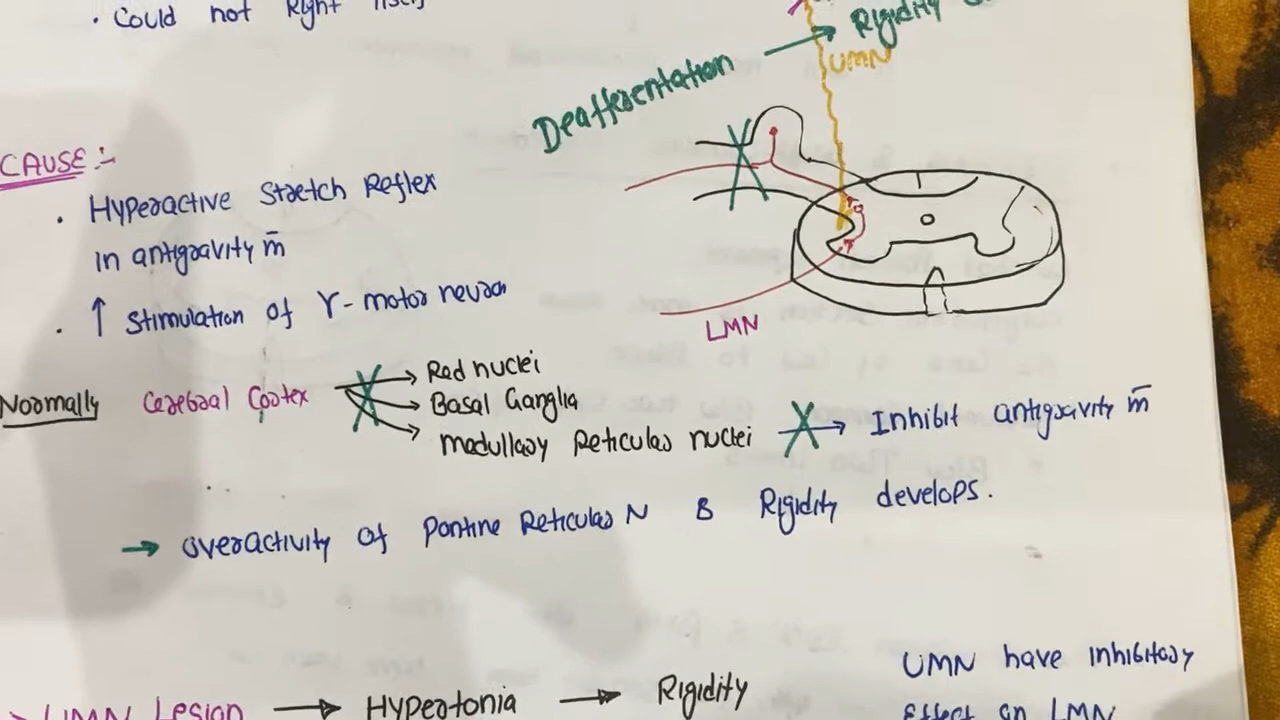 · Could not Right itself
Deafferentation → Rigidity
UMN
CAUSE :-
· Hyperactive Stretch Reflex
in antigravity m̄
· ↑ Stimulation of γ- motor neuron
LMN
Normally Cerebral Cortex → Red nuclei
→ Basal Ganglia
→ medullary Reticular nuclei → Inhibit antigravity m̄
→ overactivity of Pontine Reticular N & Rigidity develops.
UMN Lesion → Hypertonia → Rigidity
UMN have inhibitory
Effect on LMN